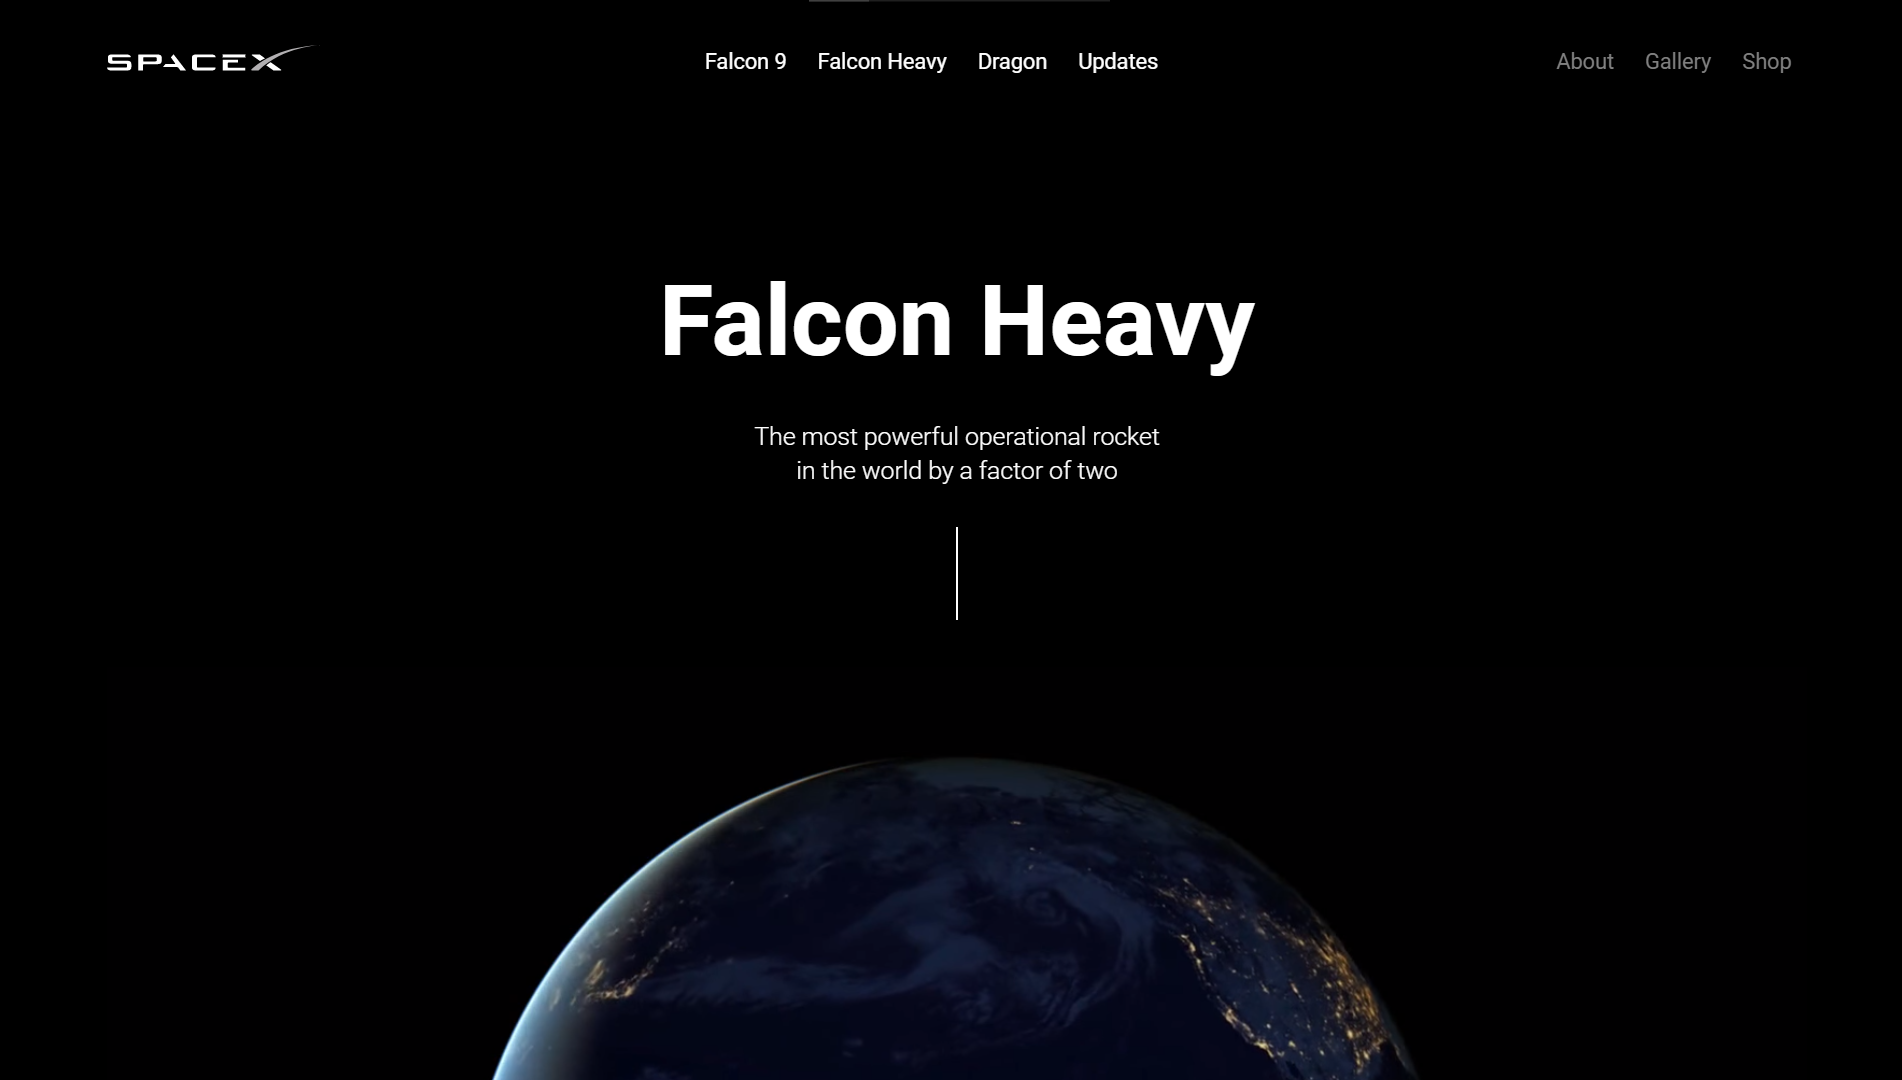 SPACEX
Falcon 9 Falcon Heavy Dragon Updates
About Gallery Shop
Falcon Heavy
The most powerful operational rocket
in the world by a factor of two